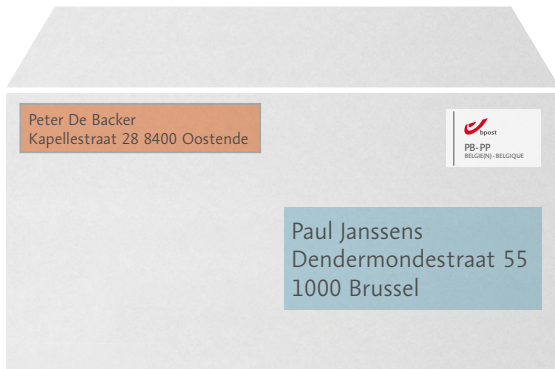 Peter De Backer
Kapellestraat 28 8400 Oostende
bpost
PB-PP
BELGIE(N)-BELGIQUE
Paul Janssens
Dendermondestraat 55
1000 Brussel